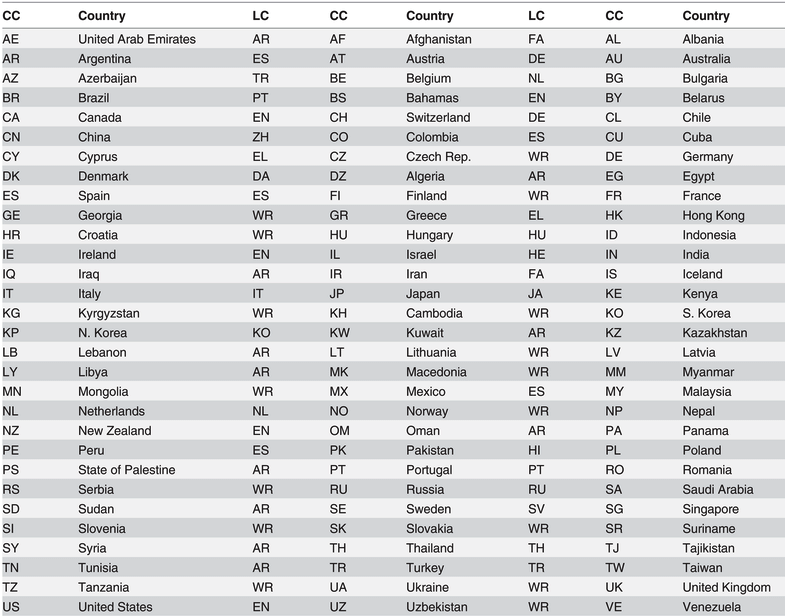 CC Country LC CC Country LC CC Country
AE United Arab Emirates AR AF Afghanistan FA AL Albania
AR Argentina ES AT Austria DE AU Australia
AZ Azerbaijan TR BE Belgium NL BG Bulgaria
BR Brazil PT BS Bahamas EN BY Belarus
CA Canada EN CH Switzerland DE CL Chile
CN China ZH CO Colombia ES CU Cuba
CY Cyprus EL CZ Czech Rep. WR DE Germany
DK Denmark DA DZ Algeria AR EG Egypt
ES Spain ES FI Finland WR FR France
GE Georgia WR GR Greece EL HK Hong Kong
HR Croatia WR HU Hungary HU ID Indonesia
IE Ireland EN IL Israel HE IN India
IQ Iraq AR IR Iran FA IS Iceland
IT Italy IT JP Japan JA KE Kenya
KG Kyrgyzstan WR KH Cambodia WR KO S. Korea
KP N. Korea KO KW Kuwait AR KZ Kazakhstan
LB Lebanon AR LT Lithuania WR LV Latvia
LY Libya AR MK Macedonia WR MM Myanmar
MN Mongolia WR MX Mexico ES MY Malaysia
NL Netherlands NL NO Norway WR NP Nepal
NZ New Zealand EN OM Oman AR PA Panama
PE Peru ES PK Pakistan HI PL Poland
PS State of Palestine AR PT Portugal PT RO Romania
RS Serbia WR RU Russia RU SA Saudi Arabia
SD Sudan AR SE Sweden SV SG Singapore
SI Slovenia WR SK Slovakia WR SR Suriname
SY Syria AR TH Thailand TH TJ Tajikistan
TN Tunisia AR TR Turkey TR TW Taiwan
TZ Tanzania WR UA Ukraine WR UK United Kingdom
US United States EN UZ Uzbekistan WR VE Venezuela